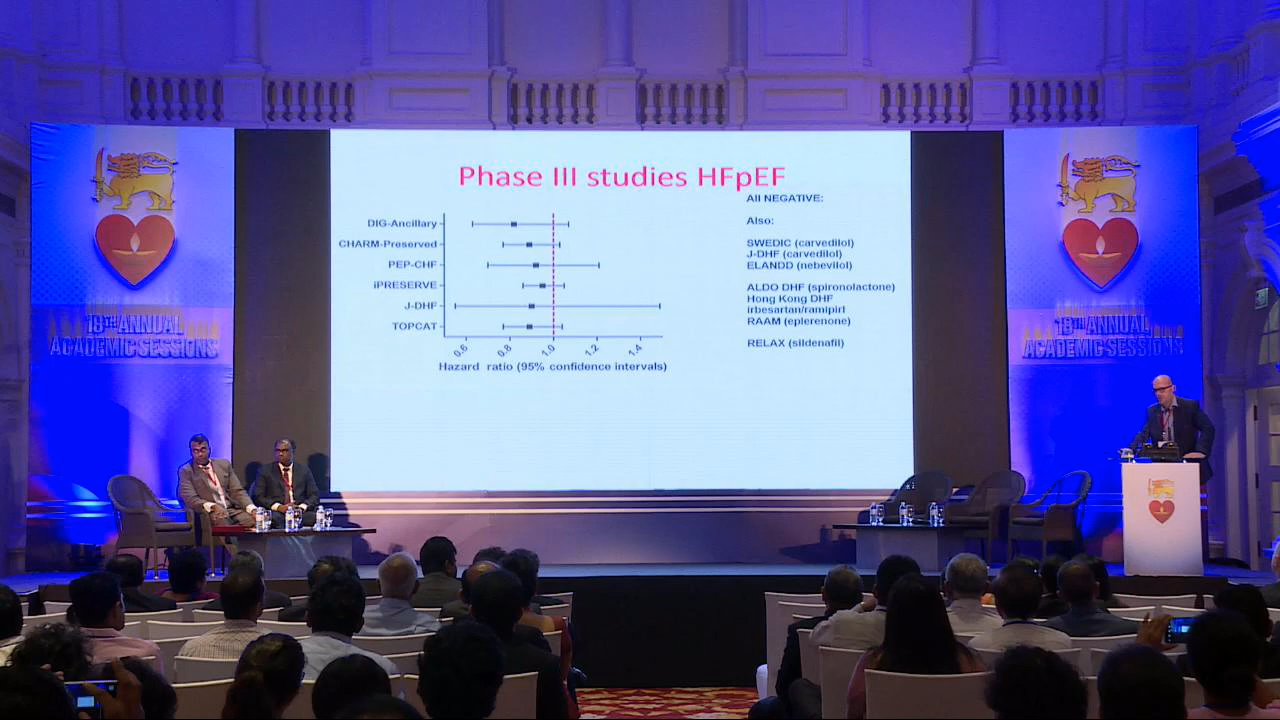 Phase III studies HFpEF
All NEGATIVE:
Also:
SWEDIC (carvedilol)
J-DHF (carvedilol)
ELANDD (nebevilol)
ALDO DHF (spironolactone)
Hong Kong DHF
irbesartan/ramipirl
RAAM (eplerenone)
RELAX (sildenafil)
DIG-Ancillary
CHARM-Preserved
PEP-CHF
iPRESERVE
J-DHF
TOPCAT
0.6 0.8 1.0 1.2 1.4
Hazard ratio (95% confidence intervals)
19TH ANNUAL
ACADEMIC SESSIONS
19TH ANNUAL
ACADEMIC SESSIONS